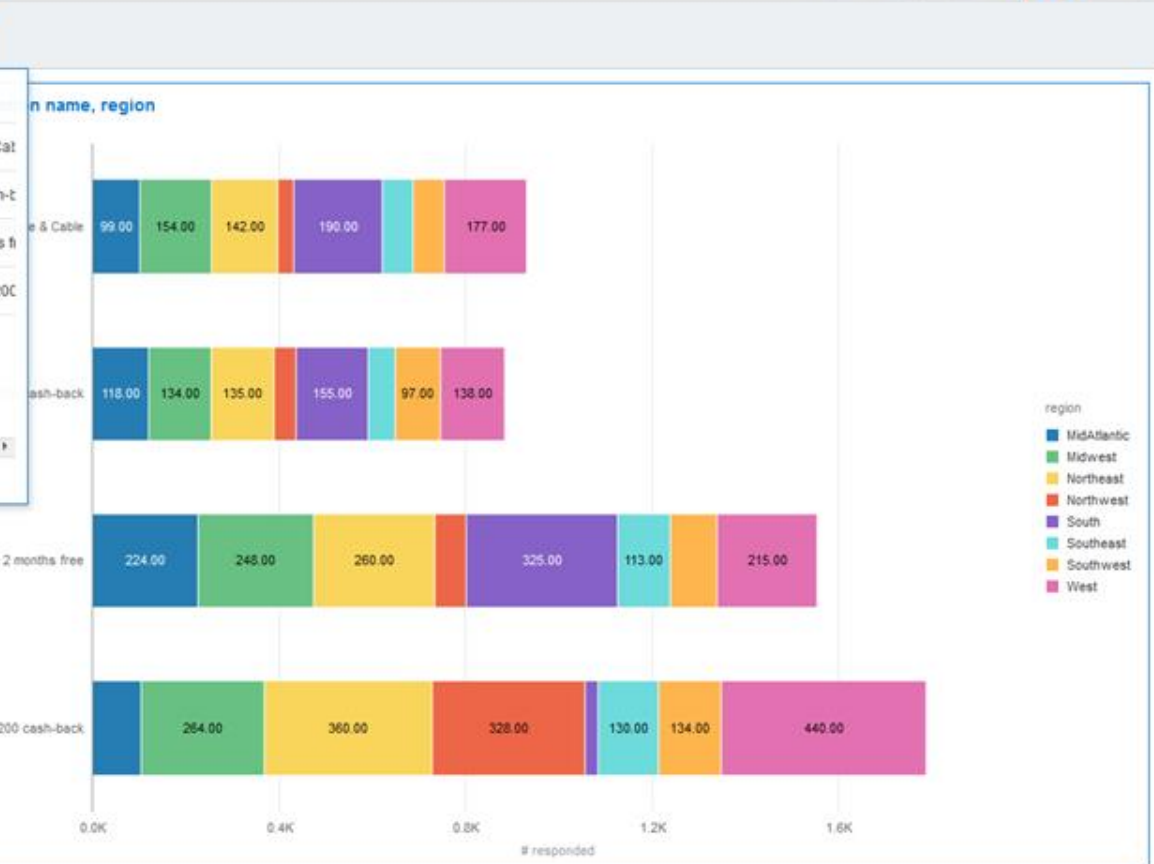 n name, region
e & Cable
99.00 154.00 142.00 190.00 177.00
ash-back
118.00 134.00 135.00 155.00 97.00 138.00
2 months free
224.00 248.00 260.00 325.00 113.00 215.00
200 cash-back
264.00 360.00 328.00 130.00 134.00 440.00
0.0K 0.4K 0.8K 1.2K 1.6K
# responded
region
MidAtlantic
Midwest
Northeast
Northwest
South
Southeast
Southwest
West